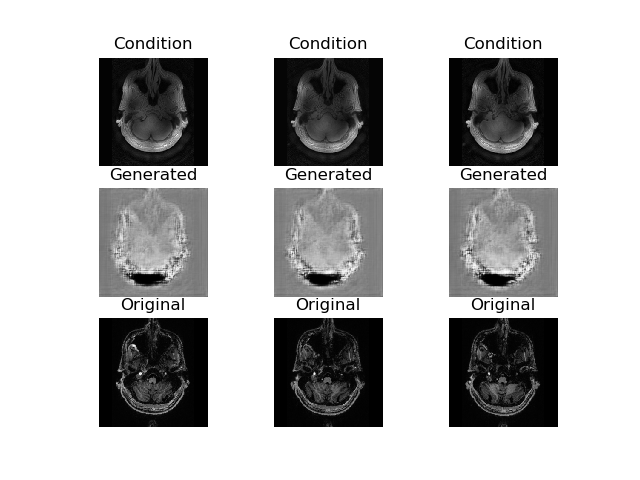 Condition Condition Condition
Generated Generated Generated
Original Original Original